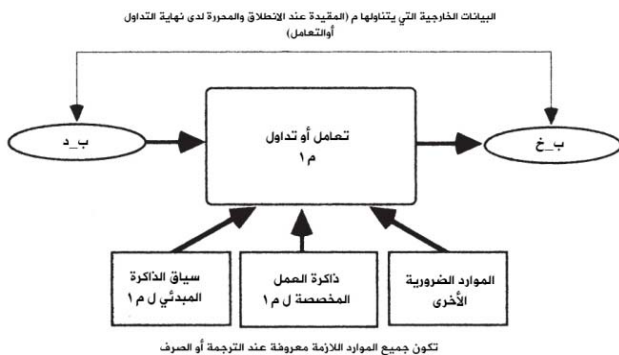 البيانات الخارجية التي يتناولها م (المقيدة عند الانطلاق والمحررة لدى نهاية التداول
أوالتعامل)
تعامل أو تداول
م ١
ب_د
ب_خ
سياق الذاكرة
المبدئي ل م ١
ذاكرة العمل
المخصصة ل م ١
الموارد الضرورية
الأخرى
تكون جميع الموارد اللازمة معروفة عند الترجمة أو الصرف